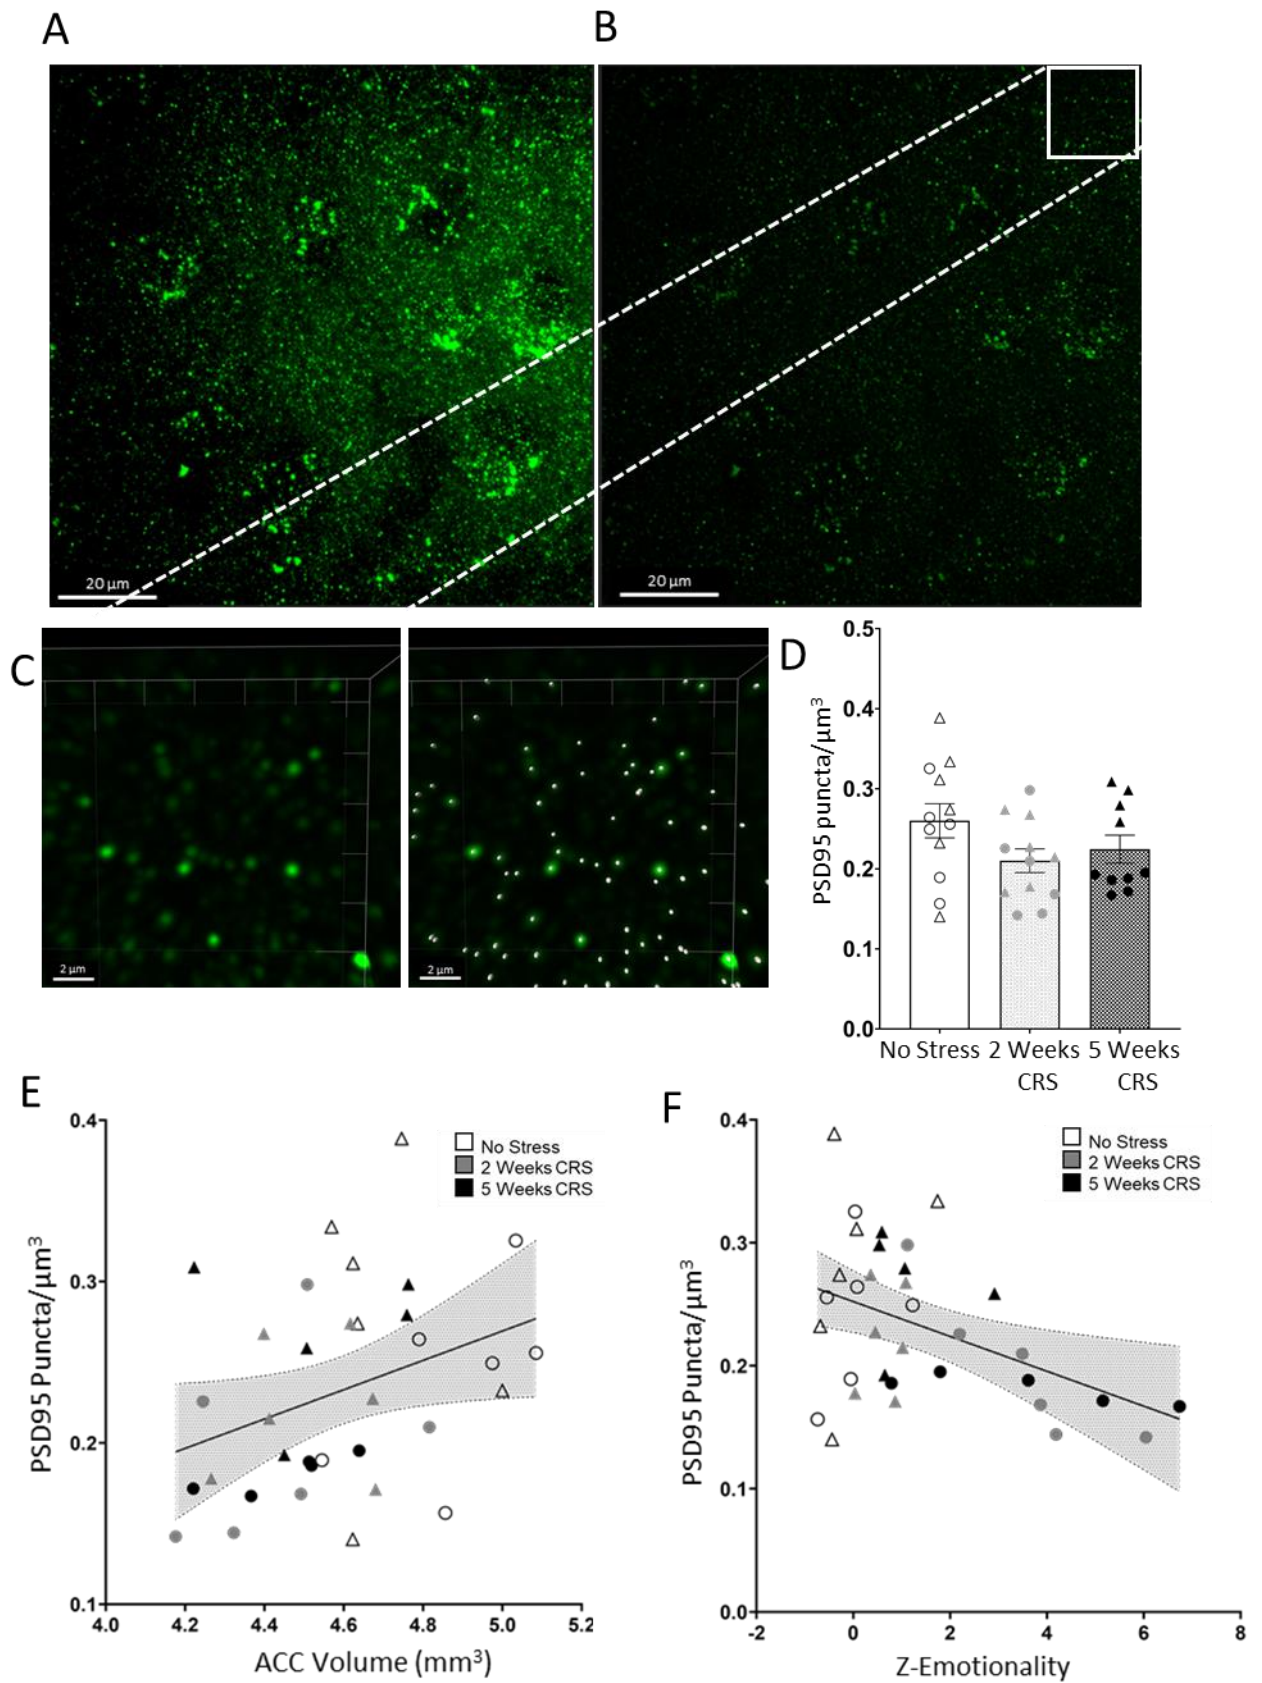 A
B
20 µm
20 µm
C
2 µm
2 µm
D
PSD95 puncta/µm³
0.5
0.4
0.3
0.2
0.1
0.0
No Stress 2 Weeks 5 Weeks
CRS CRS
E
PSD95 Puncta/µm³
0.4
0.3
0.2
0.1
No Stress
2 Weeks CRS
5 Weeks CRS
4.0 4.2 4.4 4.6 4.8 5.0 5.2
ACC Volume (mm³)
F
PSD95 Puncta/µm³
0.4
0.3
0.2
0.1
0.0
No Stress
2 Weeks CRS
5 Weeks CRS
-2 0 2 4 6 8
Z-Emotionality